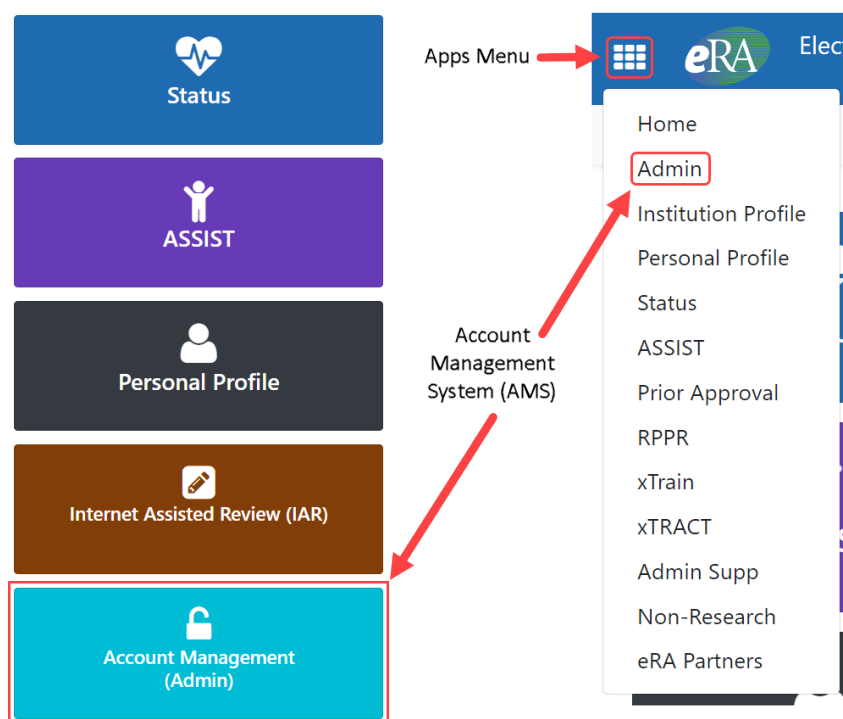 Status
ASSIST
Personal Profile
Internet Assisted Review (IAR)
Account Management
(Admin)
Apps Menu
Account
Management
System (AMS)
eRA
Home
Admin
Institution Profile
Personal Profile
Status
ASSIST
Prior Approval
RPPR
xTrain
xTRACT
Admin Supp
Non-Research
eRA Partners